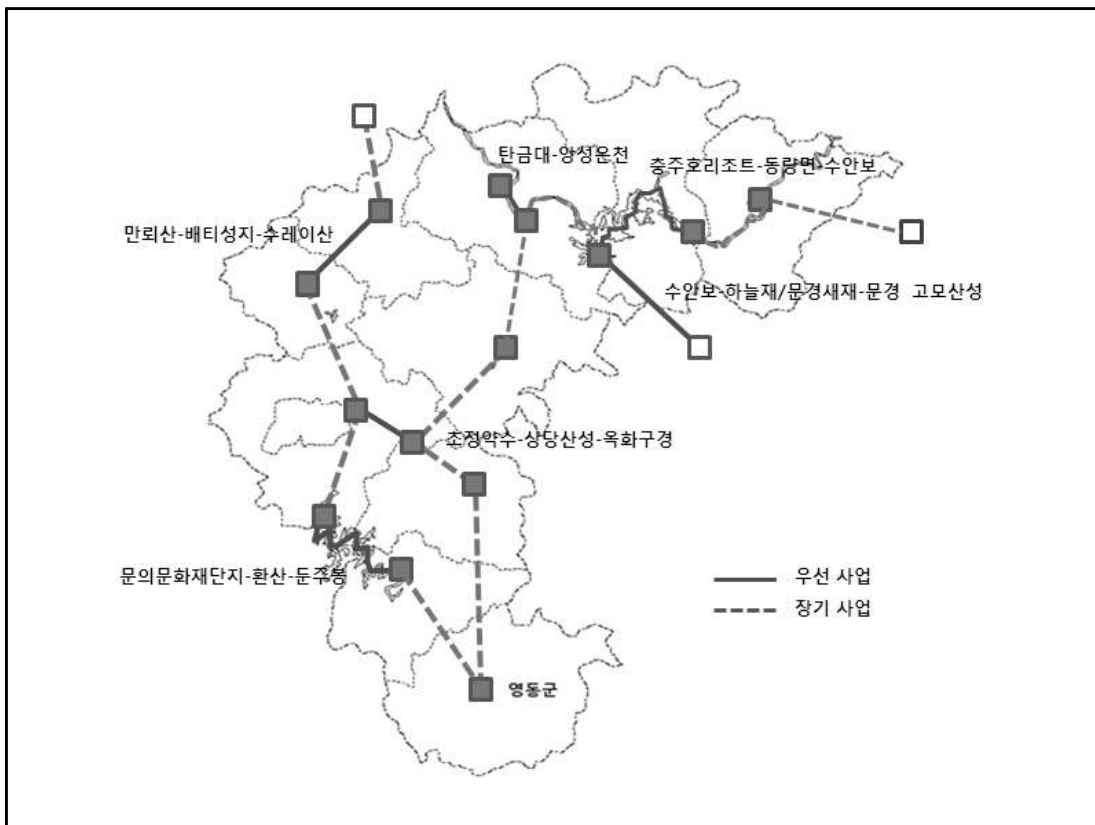 탄금대-앙성온천
충주호리조트-동량면-수안보
만뢰산-배티성지-수레이산
수안보-하늘재/문경새재-문경 고모산성
초정약수-상당산성-옥화구경
문의문화재단지-환산-둔주봉
우선 사업
장기 사업
영동군